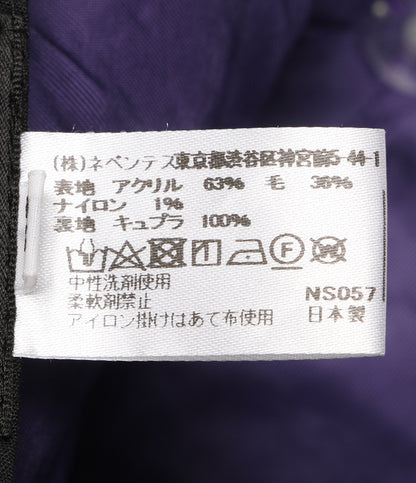 (株)ネペンテス東京都渋谷区神宮前5-44-1
表地 アクリル 63% 毛 36%
ナイロン 1%
裏地 キュプラ 100%
中性洗剤使用
柔軟剤禁止 NS057
アイロン掛けはあて布使用 日本製